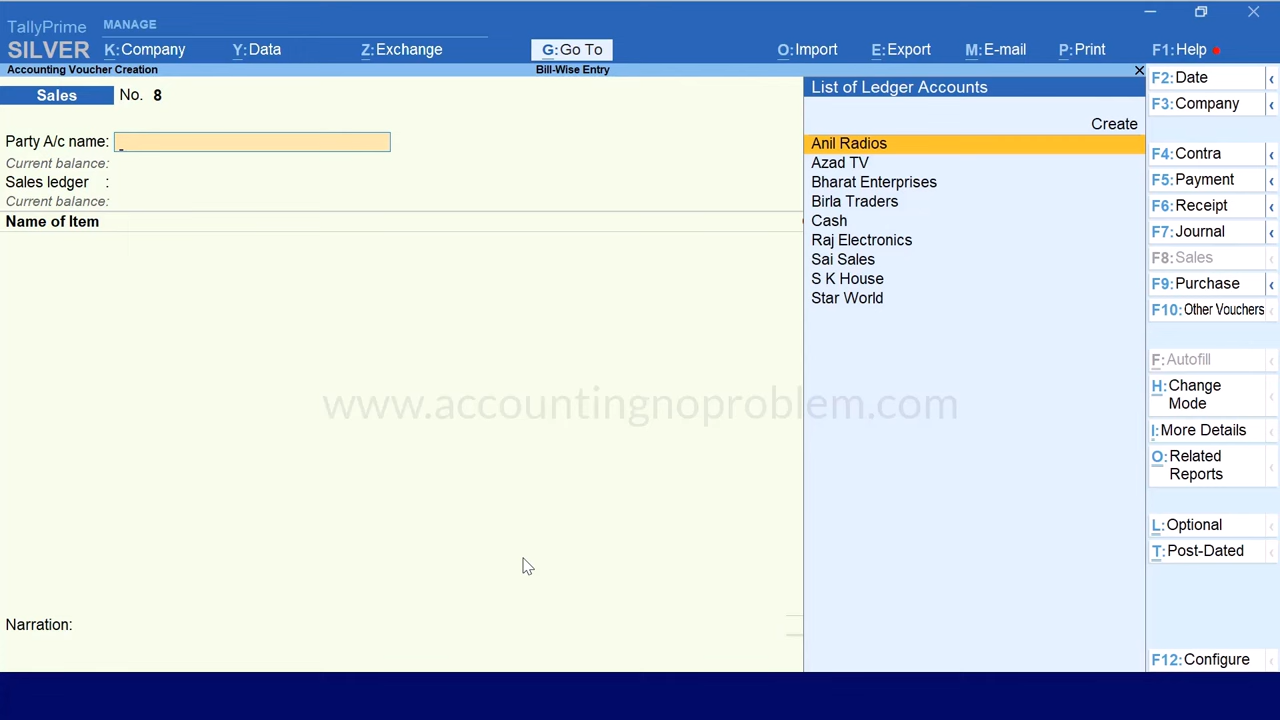 TallyPrime
MANAGE
SILVER
K:Company
Y:Data
Z:Exchange
G:Go To
O:Import
E:Export
M:E-mail
P:Print
F1:Help
Accounting Voucher Creation
Bill-Wise Entry
Sales
No. 8
Party A/c name:
Current balance:
Sales ledger :
Current balance:
Name of Item
Narration:
List of Ledger Accounts
Create
Anil Radios
Azad TV
Bharat Enterprises
Birla Traders
Cash
Raj Electronics
Sai Sales
S K House
Star World
F2:Date
F3:Company
F4:Contra
F5:Payment
F6:Receipt
F7:Journal
F8:Sales
F9:Purchase
F10:Other Vouchers
F:Autofill
H:Change
Mode
I:More Details
O:Related
Reports
L:Optional
T:Post-Dated
F12:Configure
www.accountingnoproblem.com